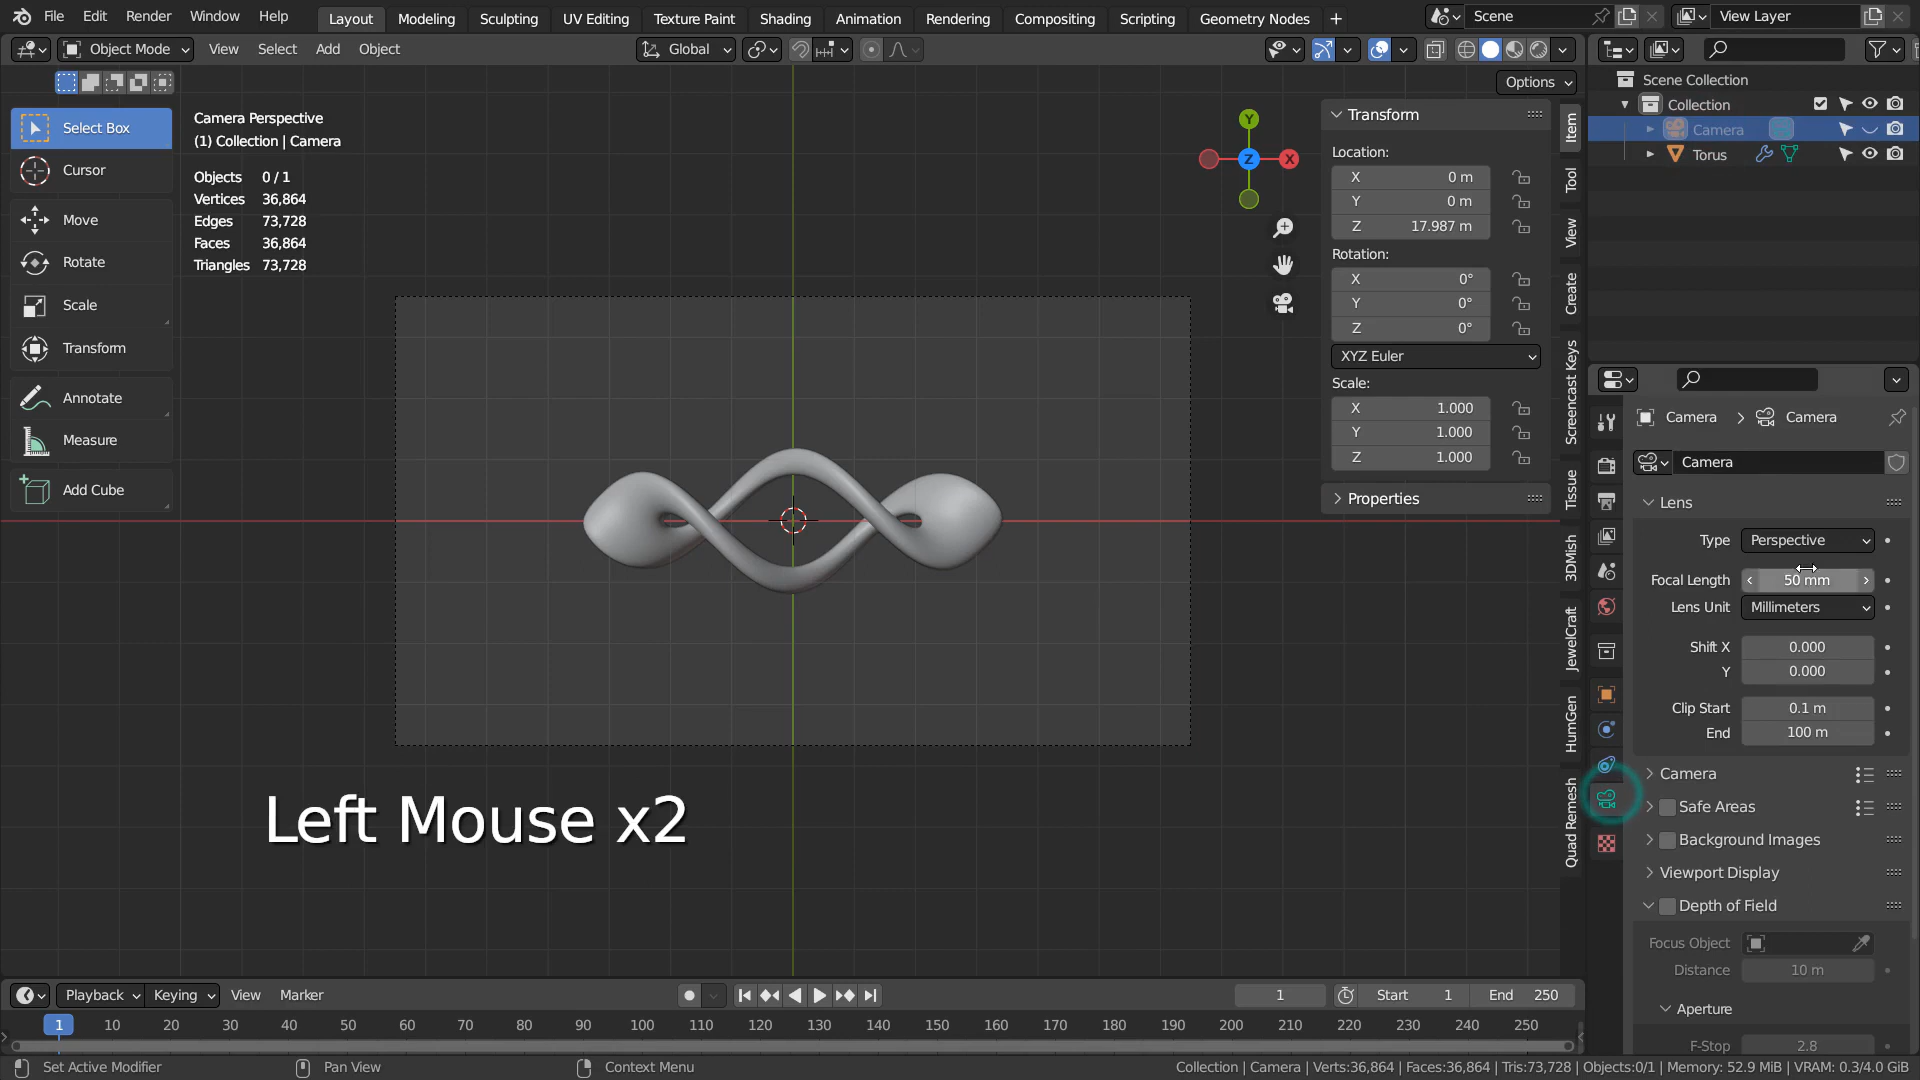 File Edit Render Window Help Layout Modeling Sculpting UV Editing Texture Paint Shading Animation Rendering Compositing Scripting Geometry Nodes + Scene View Layer
Object Mode View Select Add Object Global
Options
Select Box
Cursor
Move
Rotate
Scale
Transform
Annotate
Measure
Add Cube
Camera Perspective
(1) Collection | Camera
Objects 0 / 1
Vertices 36,864
Edges 73,728
Faces 36,864
Triangles 73,728
Y
Z
X
Transform
Location:
X 0 m
Y 0 m
Z 17.987 m
Rotation:
X 0°
Y 0°
Z 0°
XYZ Euler
Scale:
X 1.000
Y 1.000
Z 1.000
Properties
Item
Tool
View
Create
Screencast Keys
Tissue
3DMish
JewelCraft
HumGen
Quad Remesh
Scene Collection
Collection
Camera
Torus
Camera > Camera
Camera
Lens
Type Perspective
Focal Length 50 mm
Lens Unit Millimeters
Shift X 0.000
Y 0.000
Clip Start 0.1 m
End 100 m
Camera
Safe Areas
Background Images
Viewport Display
Depth of Field
Focus Object
Distance 10 m
Aperture
F-Stop 2.8
Left Mouse x2
Playback Keying View Marker 1 Start 1 End 250
1 10 20 30 40 50 60 70 80 90 100 110 120 130 140 150 160 170 180 190 200 210 220 230 240 250
Set Active Modifier Pan View Context Menu Collection | Camera | Verts:36,864 | Faces:36,864 | Tris:73,728 | Objects:0/1 | Memory: 52.9 MiB | VRAM: 0.3/4.0 GiB